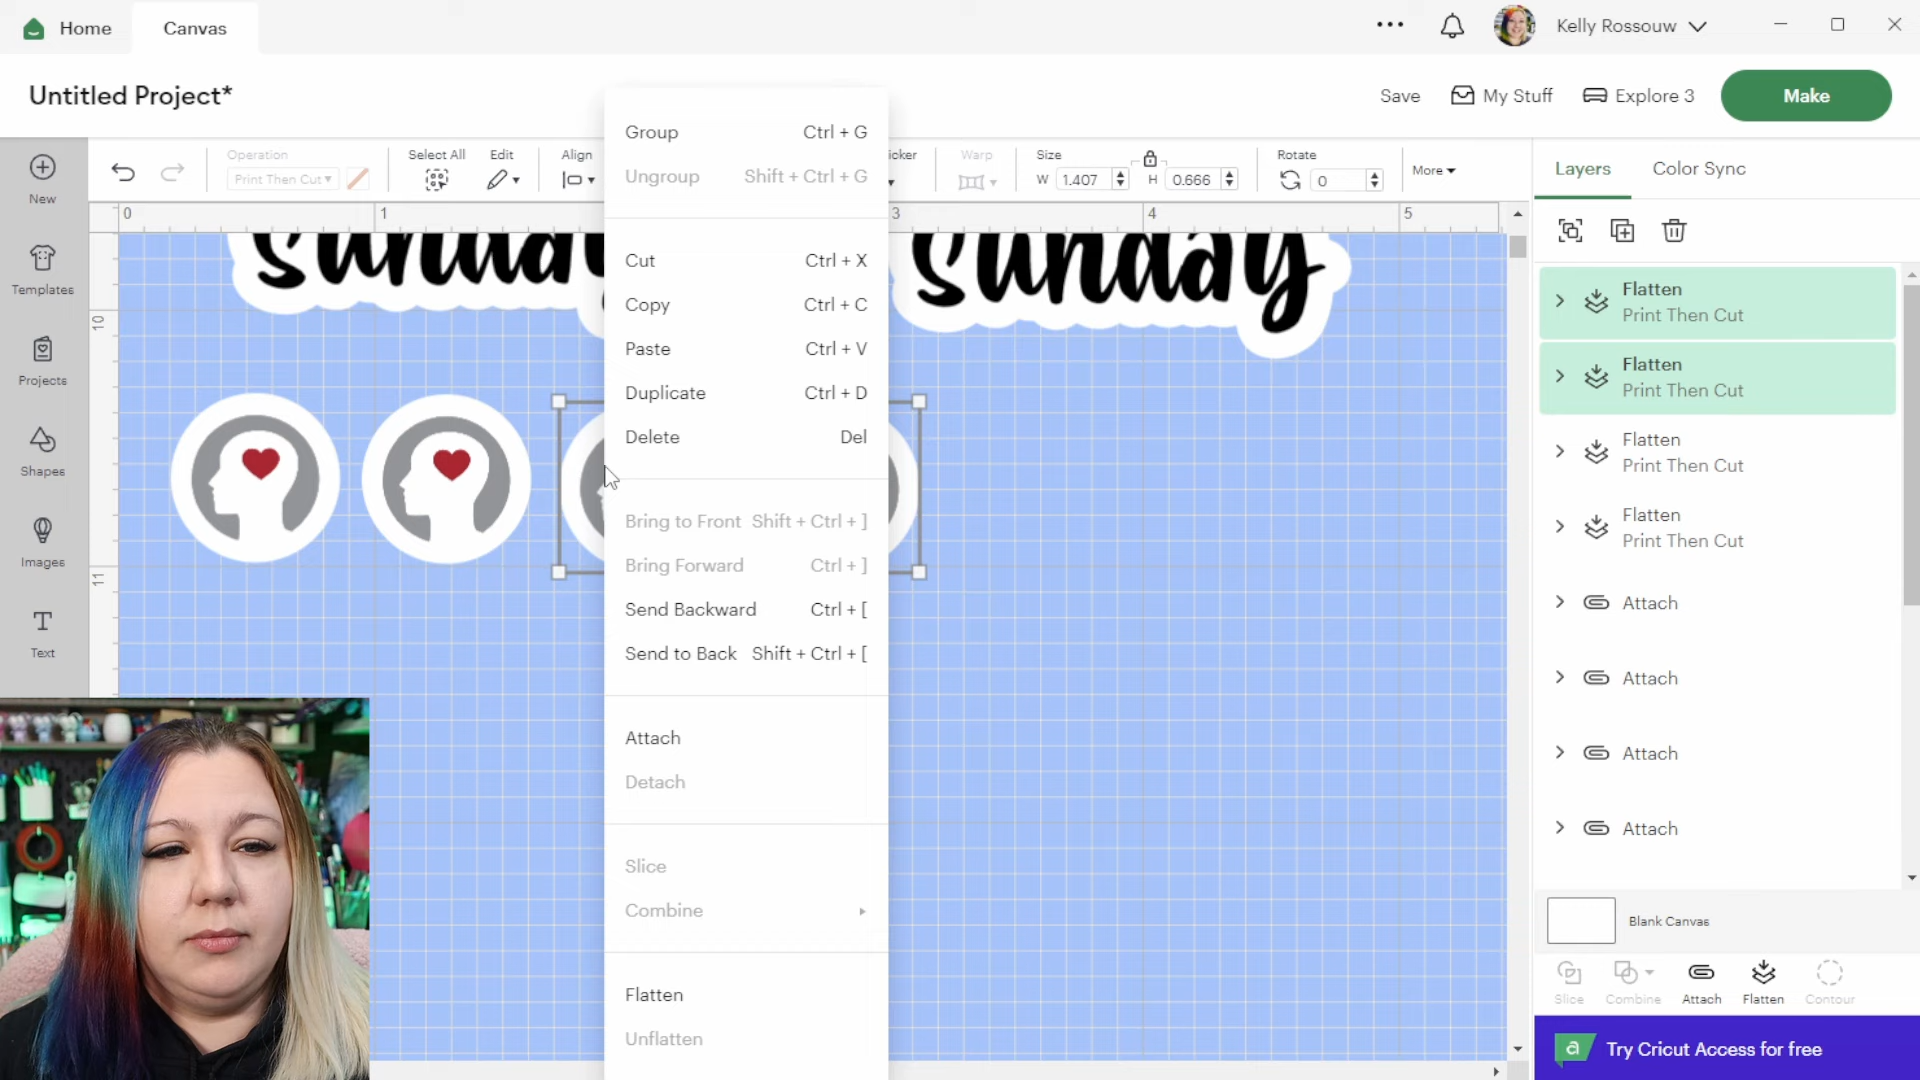 Home
Canvas
Kelly Rossouw
Untitled Project*
Save
My Stuff
Explore 3
Make
Operation
Print Then Cut
Select All
Edit
Align
icker
Warp
Size
W 1.407
H 0.666
Rotate
0
More
New
Templates
Projects
Shapes
Images
Text
0
1
3
4
5
10
11
Sunday
Sunday
Group Ctrl + G
Ungroup Shift + Ctrl + G
Cut Ctrl + X
Copy Ctrl + C
Paste Ctrl + V
Duplicate Ctrl + D
Delete Del
Bring to Front Shift + Ctrl + ]
Bring Forward Ctrl + ]
Send Backward Ctrl + [
Send to Back Shift + Ctrl + [
Attach
Detach
Slice
Combine
Flatten
Unflatten
Layers
Color Sync
Flatten
Print Then Cut
Flatten
Print Then Cut
Flatten
Print Then Cut
Flatten
Print Then Cut
Attach
Attach
Attach
Attach
Blank Canvas
Slice
Combine
Attach
Flatten
Contour
a
Try Cricut Access for free